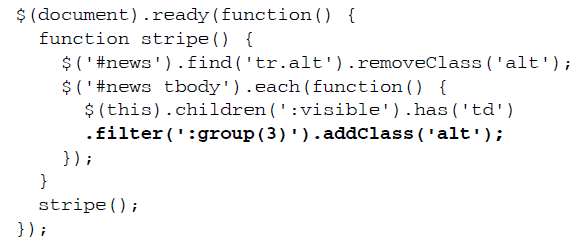 $(document).ready(function() {
  function stripe() {
    $('#news').find('tr.alt').removeClass('alt');
    $('#news tbody').each(function() {
      $(this).children(':visible').has('td')
      .filter(':group(3)').addClass('alt');
    });
  }
  stripe();
});